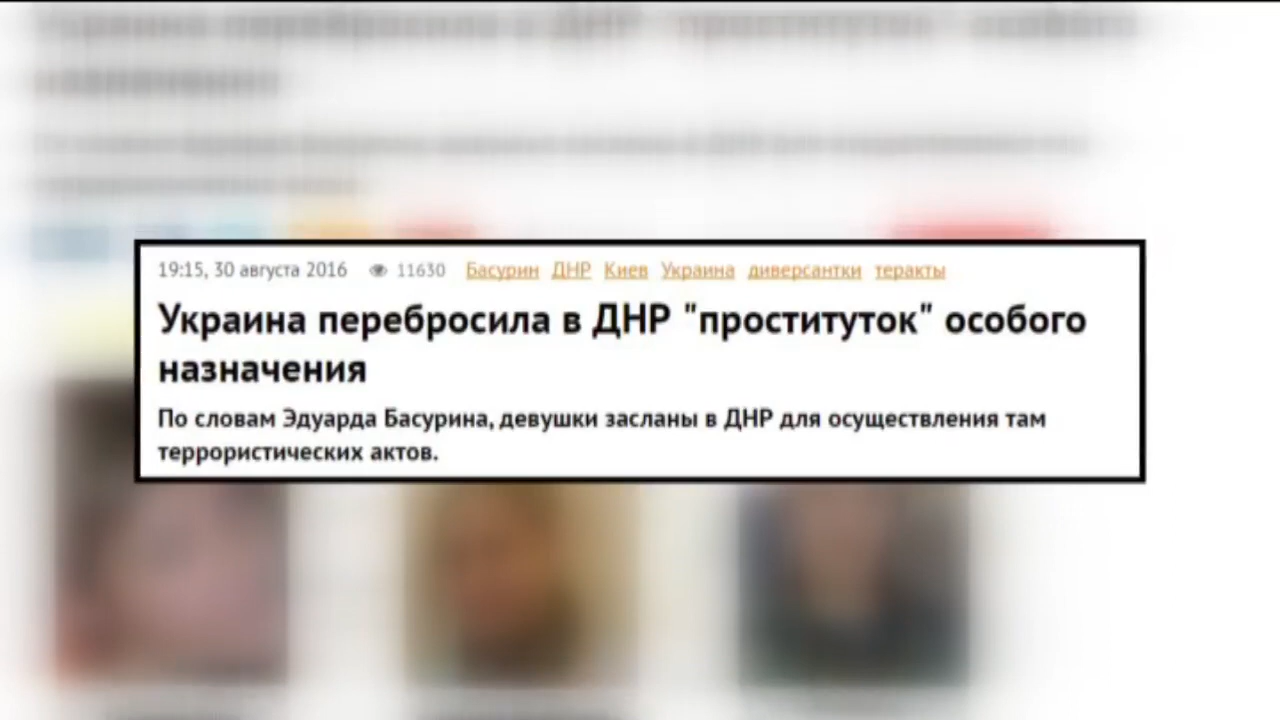 19:15, 30 августа 2016 11630 Басурин ДНР Киев Украина диверсантки теракты
Украина перебросила в ДНР "проституток" особого
назначения
По словам Эдуарда Басурина, девушки засланы в ДНР для осуществления там
террористических актов.